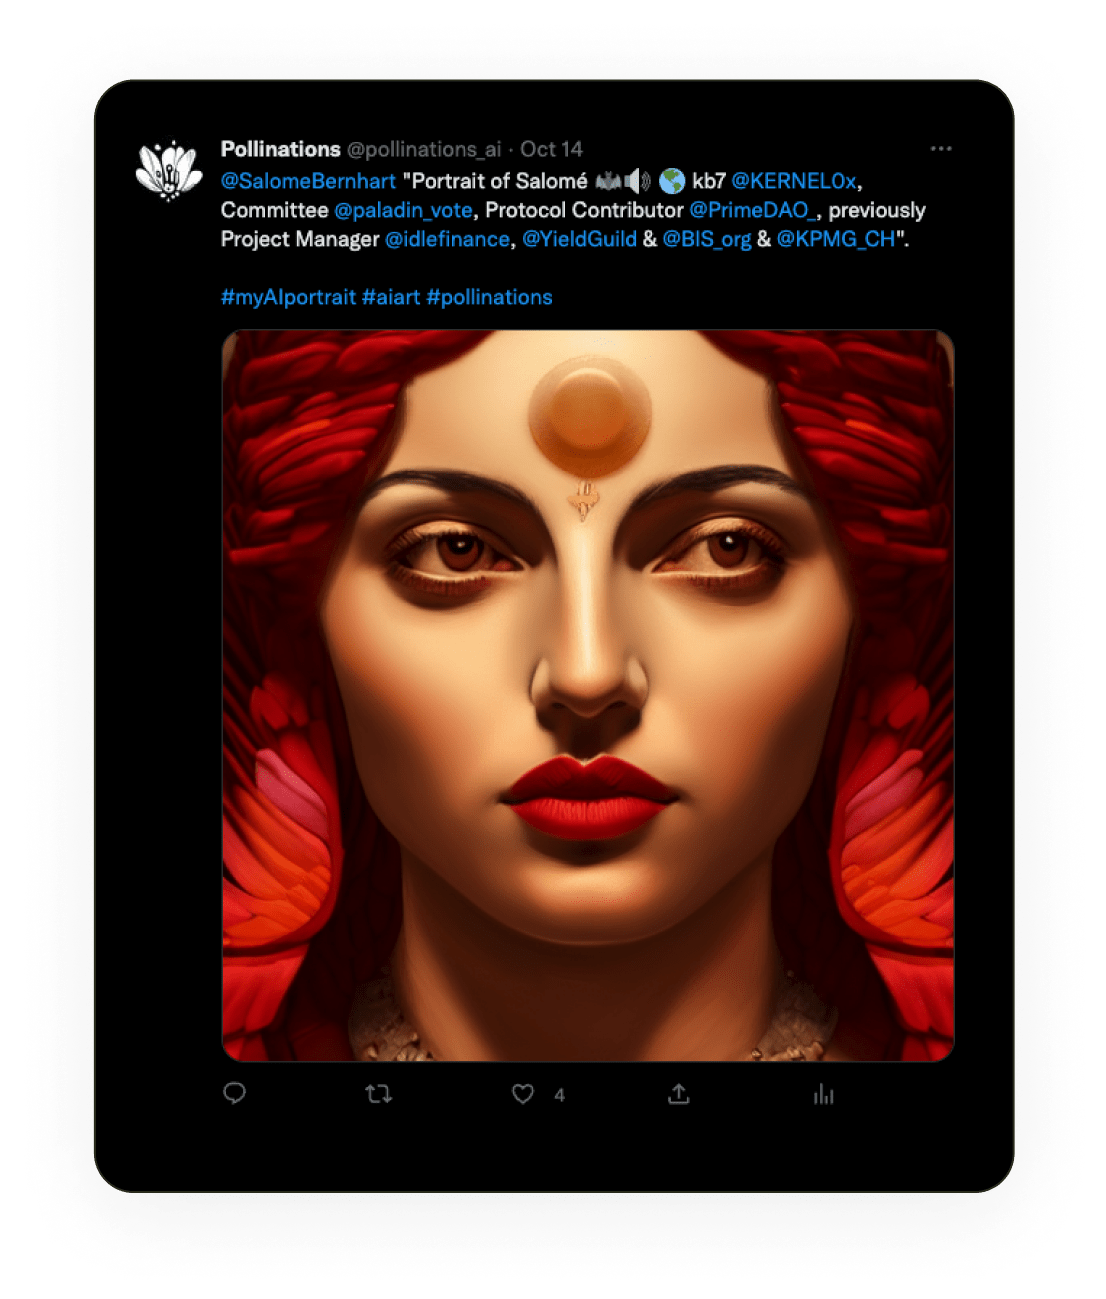 Pollinations @pollinations_ai · Oct 14
@SalomeBernhart "Portrait of Salomé 🦇🔊 🌎 kb7 @KERNEL0x,
Committee @paladin_vote, Protocol Contributor @PrimeDAO_, previously
Project Manager @idlefinance, @YieldGuild & @BIS_org & @KPMG_CH".
#myAIportrait #aiart #pollinations
4